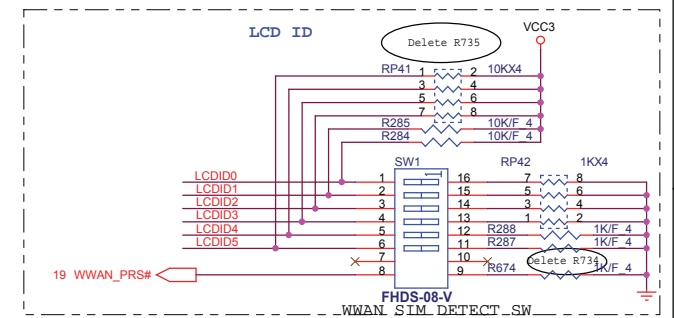 LCD ID
Delete R735
VCC3
RP41 1 2 10KX4
3 4
5 6
7 8
R285 10K/F_4
R284 10K/F_4
SW1 RP42 1KX4
LCDID0 1 16 7 8
LCDID1 2 15 5 6
LCDID2 3 14 3 4
LCDID3 4 13 1 2
LCDID4 5 12 R288 1K/F_4
LCDID5 6 11 R287 1K/F_4
7 10 Delete R734
19 WWAN_PRS# 8 9 R674 1K/F_4
FHDS-08-V
WWAN SIM DETECT SW